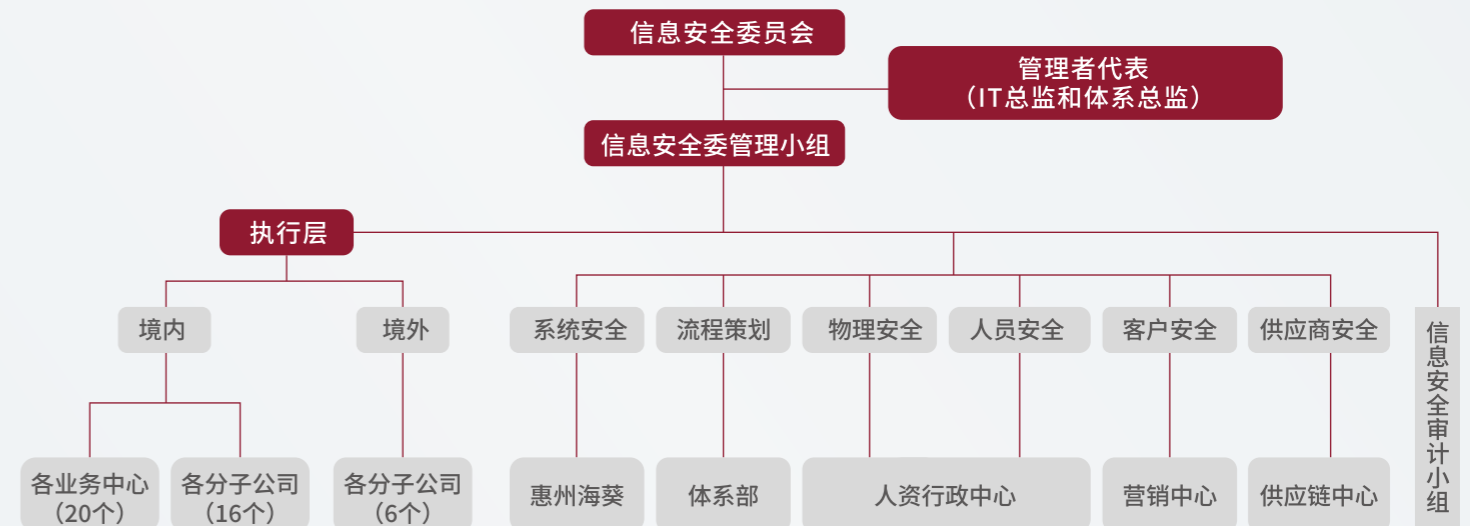 信息安全委员会
管理者代表
（IT总监和体系总监）
信息安全委管理小组
执行层
境内
境外
系统安全
流程策划
物理安全
人员安全
客户安全
供应商安全
信息安全审计小组
各业务中心
（20个）
各分子公司
（16个）
各分子公司
（6个）
惠州海葵
体系部
人资行政中心
营销中心
供应链中心